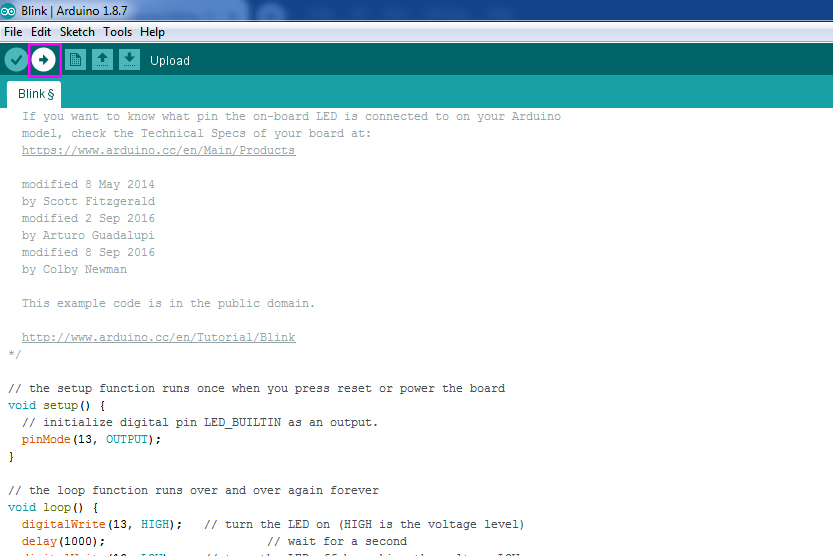 Blink | Arduino 1.8.7
File Edit Sketch Tools Help
Upload
Blink §
If you want to know what pin the on-board LED is connected to on your Arduino
model, check the Technical Specs of your board at:
https://www.arduino.cc/en/Main/Products
modified 8 May 2014
by Scott Fitzgerald
modified 2 Sep 2016
by Arturo Guadalupi
modified 8 Sep 2016
by Colby Newman
This example code is in the public domain.
http://www.arduino.cc/en/Tutorial/Blink
*/
// the setup function runs once when you press reset or power the board
void setup() {
// initialize digital pin LED_BUILTIN as an output.
pinMode(13, OUTPUT);
}
// the loop function runs over and over again forever
void loop() {
digitalWrite(13, HIGH); // turn the LED on (HIGH is the voltage level)
delay(1000); // wait for a second